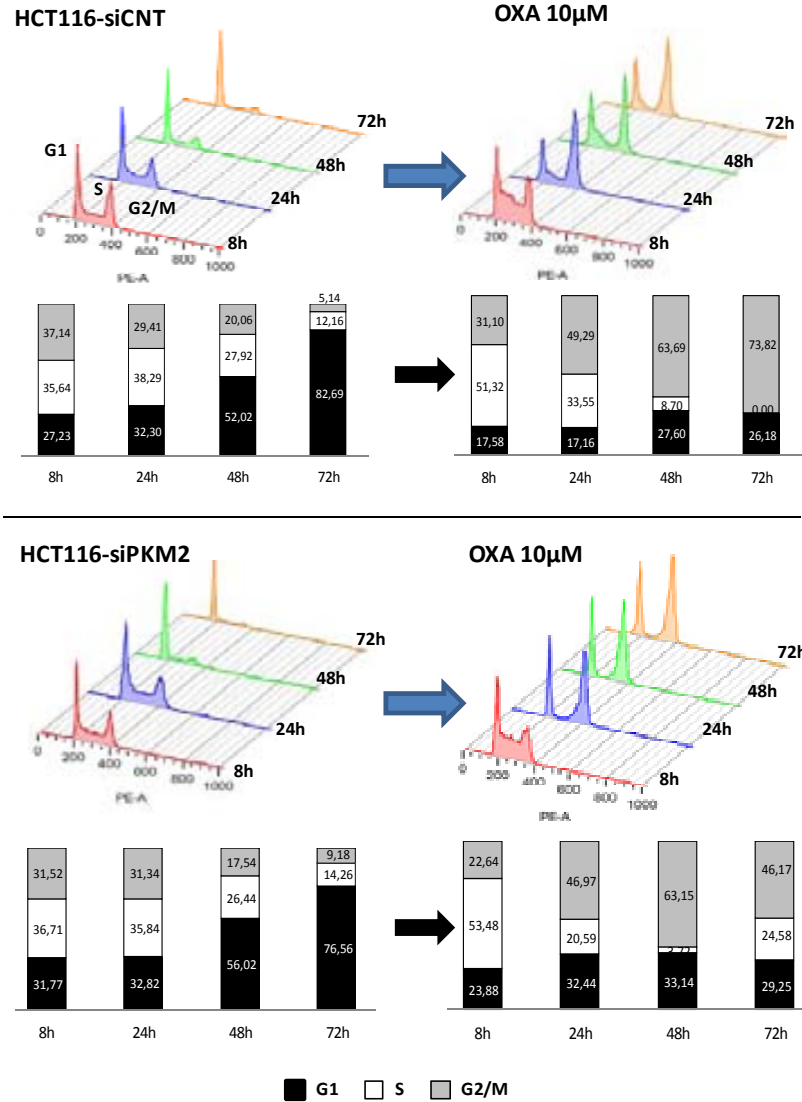 HCT116-siCNT
OXA 10µM
G1
S
G2/M
72h
48h
24h
8h
0 200 400 600 800 1000
PE-A
72h
48h
24h
8h
0 200 400 600 800 1000
PE-A
37,14 29,41 20,06 5,14
35,64 38,29 27,92 12,16
27,23 32,30 52,02 82,69
8h 24h 48h 72h
31,10 49,29 63,69 73,82
51,32 33,55 8,70 0,00
17,58 17,16 27,60 26,18
8h 24h 48h 72h
HCT116-siPKM2
OXA 10µM
72h
48h
24h
8h
0 200 400 600 800 1000
PE-A
72h
48h
24h
8h
0 200 400 600 800 1000
PE-A
31,52 31,34 17,54 9,18
36,71 35,84 26,44 14,26
31,77 32,82 56,02 76,56
8h 24h 48h 72h
22,64 46,97 63,15 46,17
53,48 20,59 24,58
23,88 32,44 33,14 29,25
8h 24h 48h 72h
G1 S G2/M